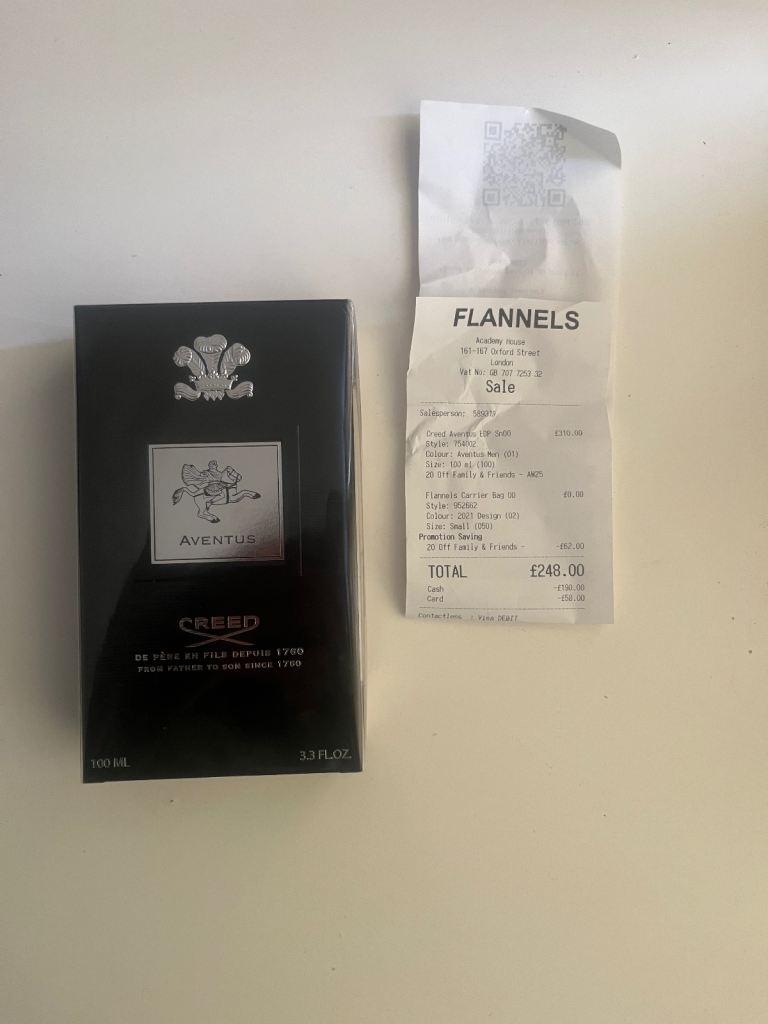 AVENTUS
CREED
DE PÈRE EN FILS DEPUIS 1760
FROM FATHER TO SON SINCE 1760
100 ML
3.3 FL.OZ.
FLANNELS
Academy House
161-167 Oxford Street
London
Vat No: GB 707 7253 32
Sale
Salesperson: 589319
Creed Aventus EDP Sn00 £310.00
Style: 754002
Colour: Aventus Men (01)
Size: 100 ml (100)
20 Off Family & Friends - AW25
Flannels Carrier Bag 00 £0.00
Style: 952662
Colour: 2021 Design (02)
Size: Small (050)
Promotion Saving
20 Off Family & Friends - -£62.00
TOTAL £248.00
Cash -£190.00
Card -£58.00
Contactless : Visa DEBIT